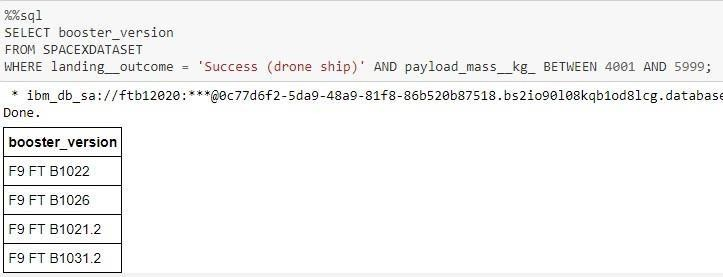 %%sql
SELECT booster_version
FROM SPACEXDATASET
WHERE landing__outcome = 'Success (drone ship)' AND payload_mass__kg_ BETWEEN 4001 AND 5999;
* ibm_db_sa://ftb12020:***@0c77d6f2-5da9-48a9-81f8-86b520b87518.bs2io90l08kqb1od8lcg.database
Done.
booster_version
F9 FT B1022
F9 FT B1026
F9 FT B1021.2
F9 FT B1031.2